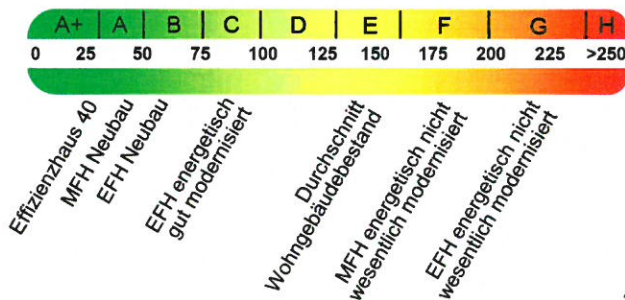 A+ A B C D E F G H
0 25 50 75 100 125 150 175 200 225 >250
Effizienzhaus 40
MFH Neubau
EFH Neubau
EFH energetisch
gut modernisiert
Durchschnitt
Wohngebäudebestand
MFH energetisch nicht
wesentlich modernisiert
EFH energetisch nicht
wesentlich modernisiert